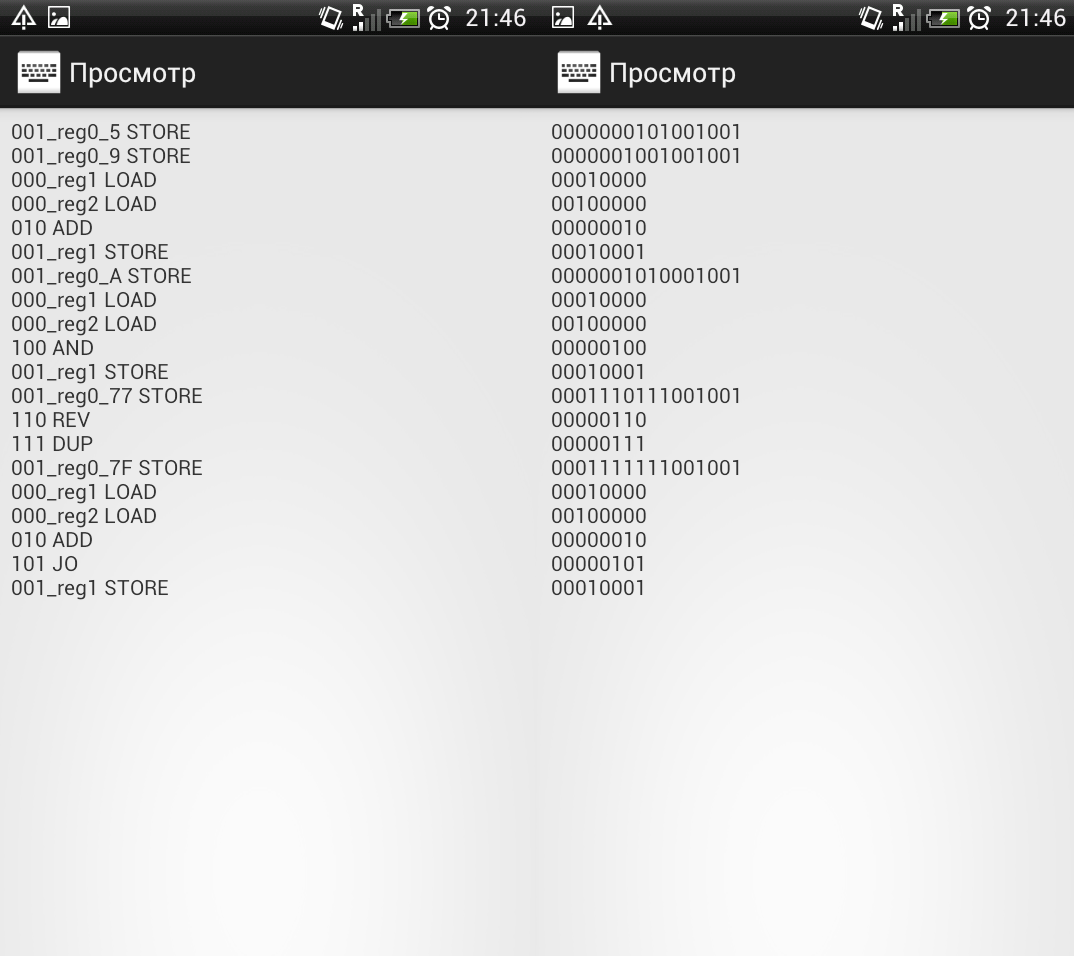 R 21:46
Просмотр
001_reg0_5 STORE
001_reg0_9 STORE
000_reg1 LOAD
000_reg2 LOAD
010 ADD
001_reg1 STORE
001_reg0_A STORE
000_reg1 LOAD
000_reg2 LOAD
100 AND
001_reg1 STORE
001_reg0_77 STORE
110 REV
111 DUP
001_reg0_7F STORE
000_reg1 LOAD
000_reg2 LOAD
010 ADD
101 JO
001_reg1 STORE
R 21:46
Просмотр
0000000101001001
0000001001001001
00010000
00100000
00000010
00010001
0000001010001001
00010000
00100000
00000100
00010001
0001110111001001
00000110
00000111
0001111111001001
00010000
00100000
00000010
00000101
00010001